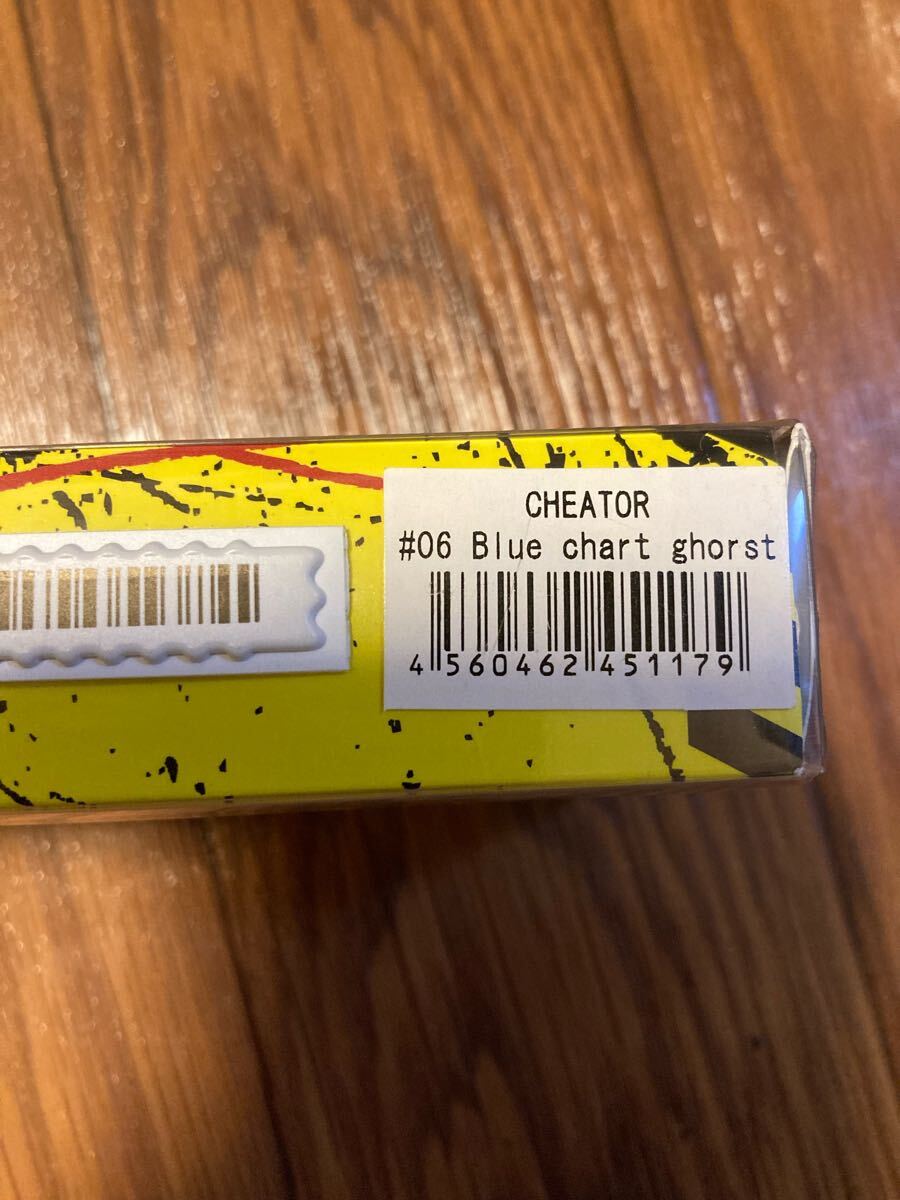 CHEATOR
#06 Blue chart ghorst
4 560462 451179